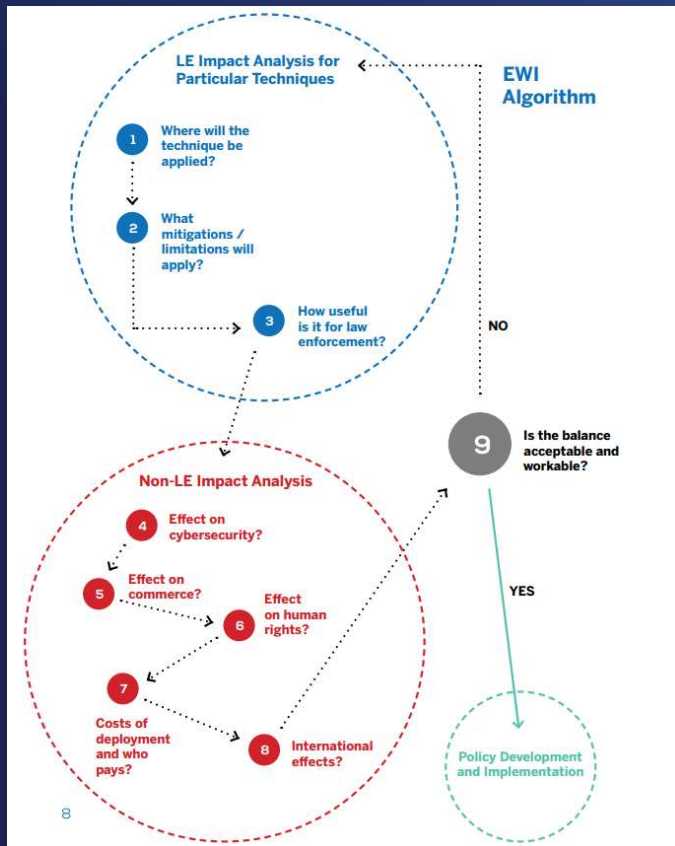 LE Impact Analysis for
Particular Techniques
EWI
Algorithm
1
Where will the
technique be
applied?
2
What
mitigations /
limitations will
apply?
3
How useful
is it for law
enforcement?
NO
9
Is the balance
acceptable and
workable?
Non-LE Impact Analysis
4
Effect on
cybersecurity?
5
Effect on
commerce?
6
Effect
on human
rights?
YES
7
Costs of
deployment
and who
pays?
8
International
effects?
Policy Development
and Implementation
8